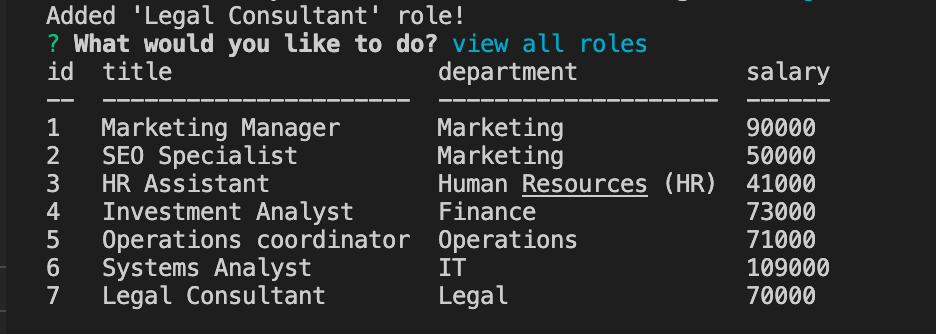 Added 'Legal Consultant' role!
? What would you like to do? view all roles
id  title                   department            salary
--  ----------------------  --------------------  ------
1   Marketing Manager       Marketing             90000
2   SEO Specialist          Marketing             50000
3   HR Assistant            Human Resources (HR)  41000
4   Investment Analyst      Finance               73000
5   Operations coordinator  Operations            71000
6   Systems Analyst         IT                    109000
7   Legal Consultant        Legal                 70000